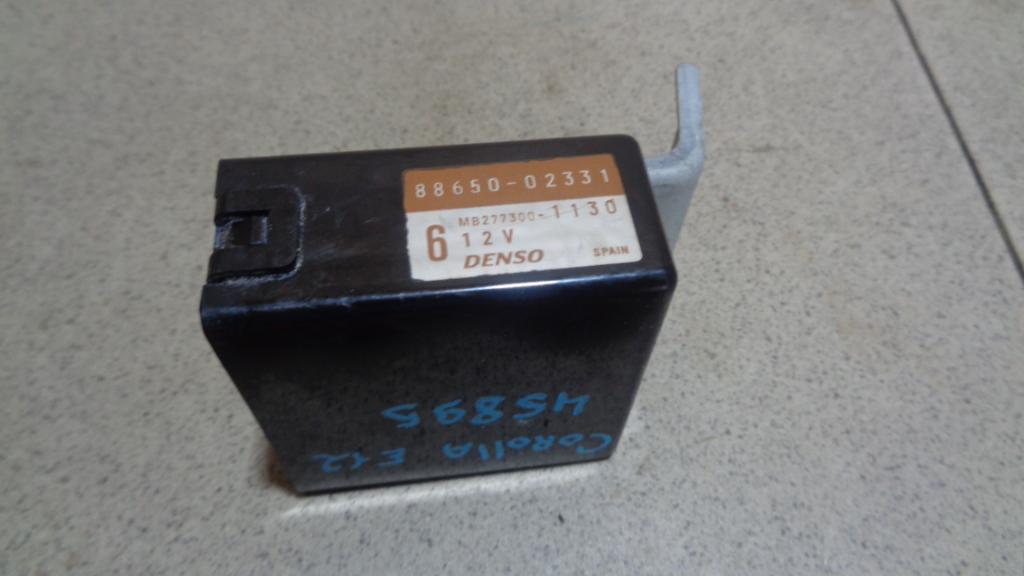 88650-02331
MB277300-1130
6 12V
DENSO SPAIN
COROllA E12
45895